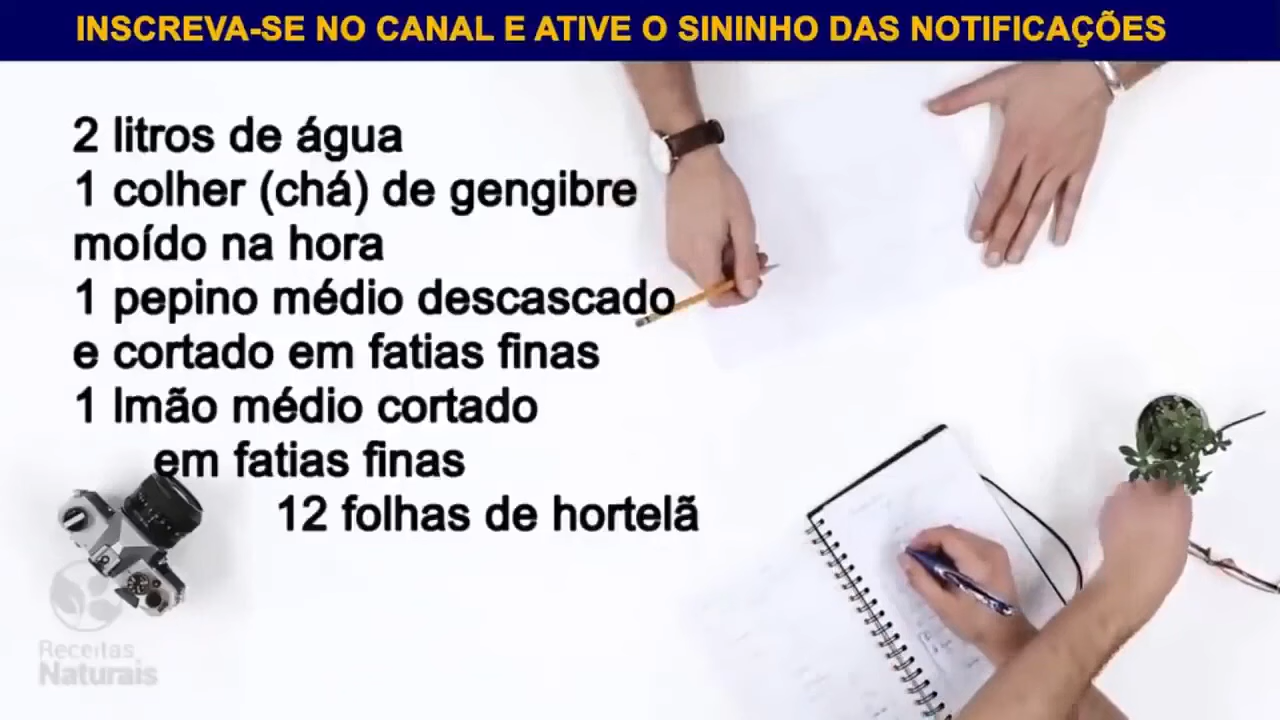 INSCREVA-SE NO CANAL E ATIVE O SININHO DAS NOTIFICAÇÕES
2 litros de água
1 colher (chá) de gengibre
moído na hora
1 pepino médio descascado
e cortado em fatias finas
1 lmão médio cortado
em fatias finas
12 folhas de hortelã
Receitas
Naturais